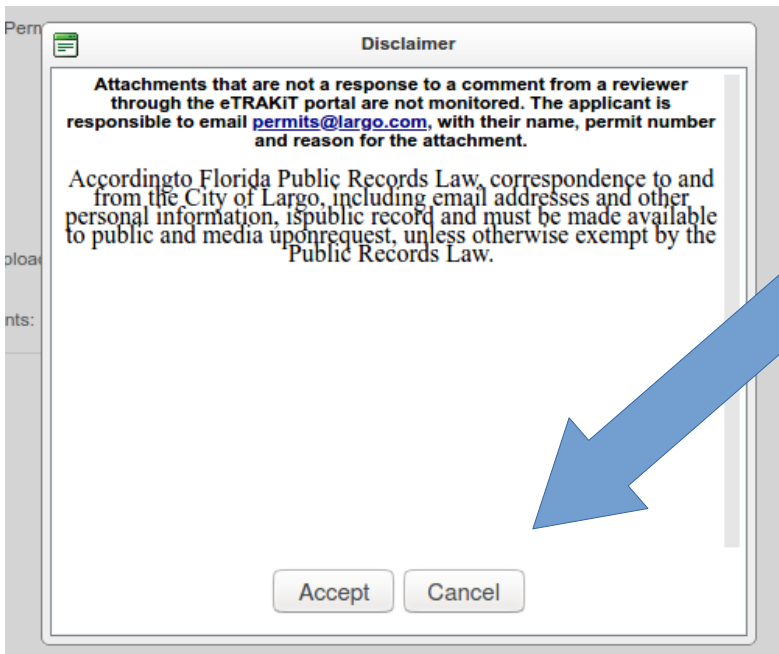 Perm
Disclaimer
Attachments that are not a response to a comment from a reviewer
through the eTRAKiT portal are not monitored. The applicant is
responsible to email permits@largo.com, with their name, permit number
and reason for the attachment.
Accordingto Florida Public Records Law, correspondence to and
from the City of Largo, including email addresses and other
personal information, ispublic record and must be made available
to public and media uponrequest, unless otherwise exempt by the
Public Records Law.
ploa
nts:
Accept Cancel